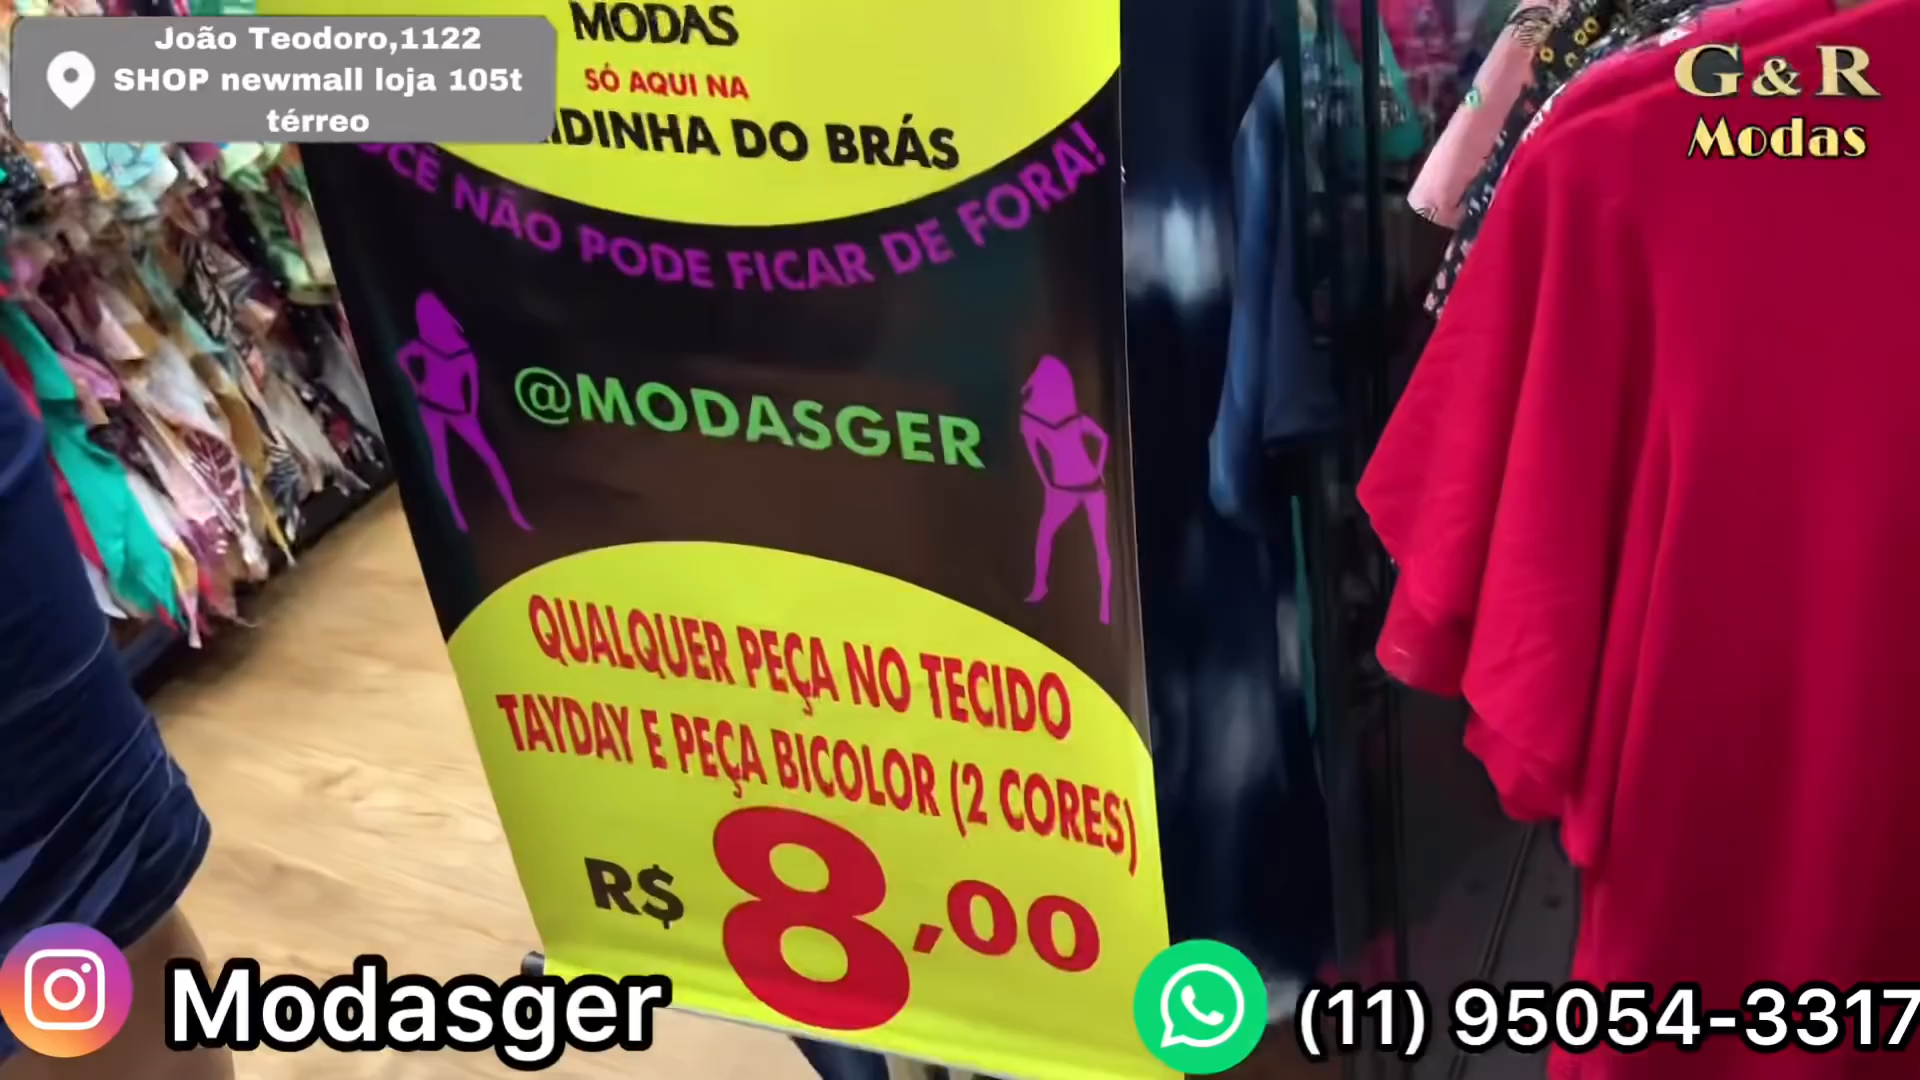 João Teodoro,1122
SHOP newmall loja 105t
térreo
G & R
Modas
MODAS
SÓ AQUI NA
DO BRÁS
NÃO PODE FICAR DE FORA!
@MODASGER
QUALQUER PEÇA NO TECIDO
TAYDAY E PEÇA BICOLOR (2 CORES)
R$ 8,00
Modasger
(11) 95054-3317